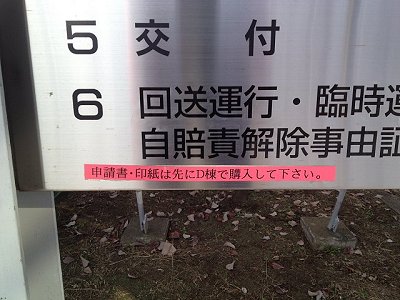 5 交付
6 回送運行・臨時運
自賠責解除事由証
申請書・印紙は先にD棟で購入して下さい。